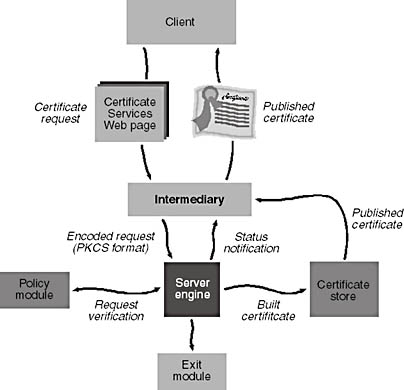 Client
Certificate
request
Certificate
Services
Web page
Published
certificate
Intermediary
Published
certificate
Encoded request
(PKCS format)
Status
notification
Policy
module
Request
verification
Server
engine
Built
certifitcate
Certificate
store
Exit
module